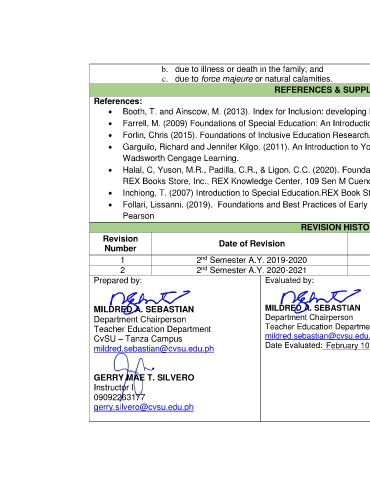 b. due to illness or death in the family; and
c. due to force majeure or natural calamities.
REFERENCES & SUPPL
References:
• Booth, T. and Ainscow, M. (2013). Index for Inclusion: developing
• Farrell, M. (2009) Foundations of Special Education: An Introductio
• Forlin, Chris (2015). Foundations of Inclusive Education Research.
• Garguilo, Richard and Jennifer Kilgo. (2011). An Introduction to Yo
Wadsworth Cengage Learning.
• Halal, C, Yuson, M.R., Padilla, C.R., & Ligon, C.C. (2020). Founda
REX Books Store, Inc., REX Knowledge Center, 109 Sen M Cuenc
• Inchiong, T. (2007) Introduction to Special Education.REX Book St
• Follari, Lissanni. (2019). Foundations and Best Practices of Early
Pearson
REVISION HISTO
Revision Number
Date of Revision
1 2nd Semester A.Y. 2019-2020
2 2nd Semester A.Y. 2020-2021
Prepared by:
MILDRED A. SEBASTIAN
Department Chairperson
Teacher Education Department
CvSU – Tanza Campus
mildred.sebastian@cvsu.edu.ph
GERRY MAE T. SILVERO
Instructor I
09092263177
gerry.silvero@cvsu.edu.ph
Evaluated by:
MILDRED A. SEBASTIAN
Department Chairperson
Teacher Education Departme
mildred.sebastian@cvsu.edu.
Date Evaluated: February 10